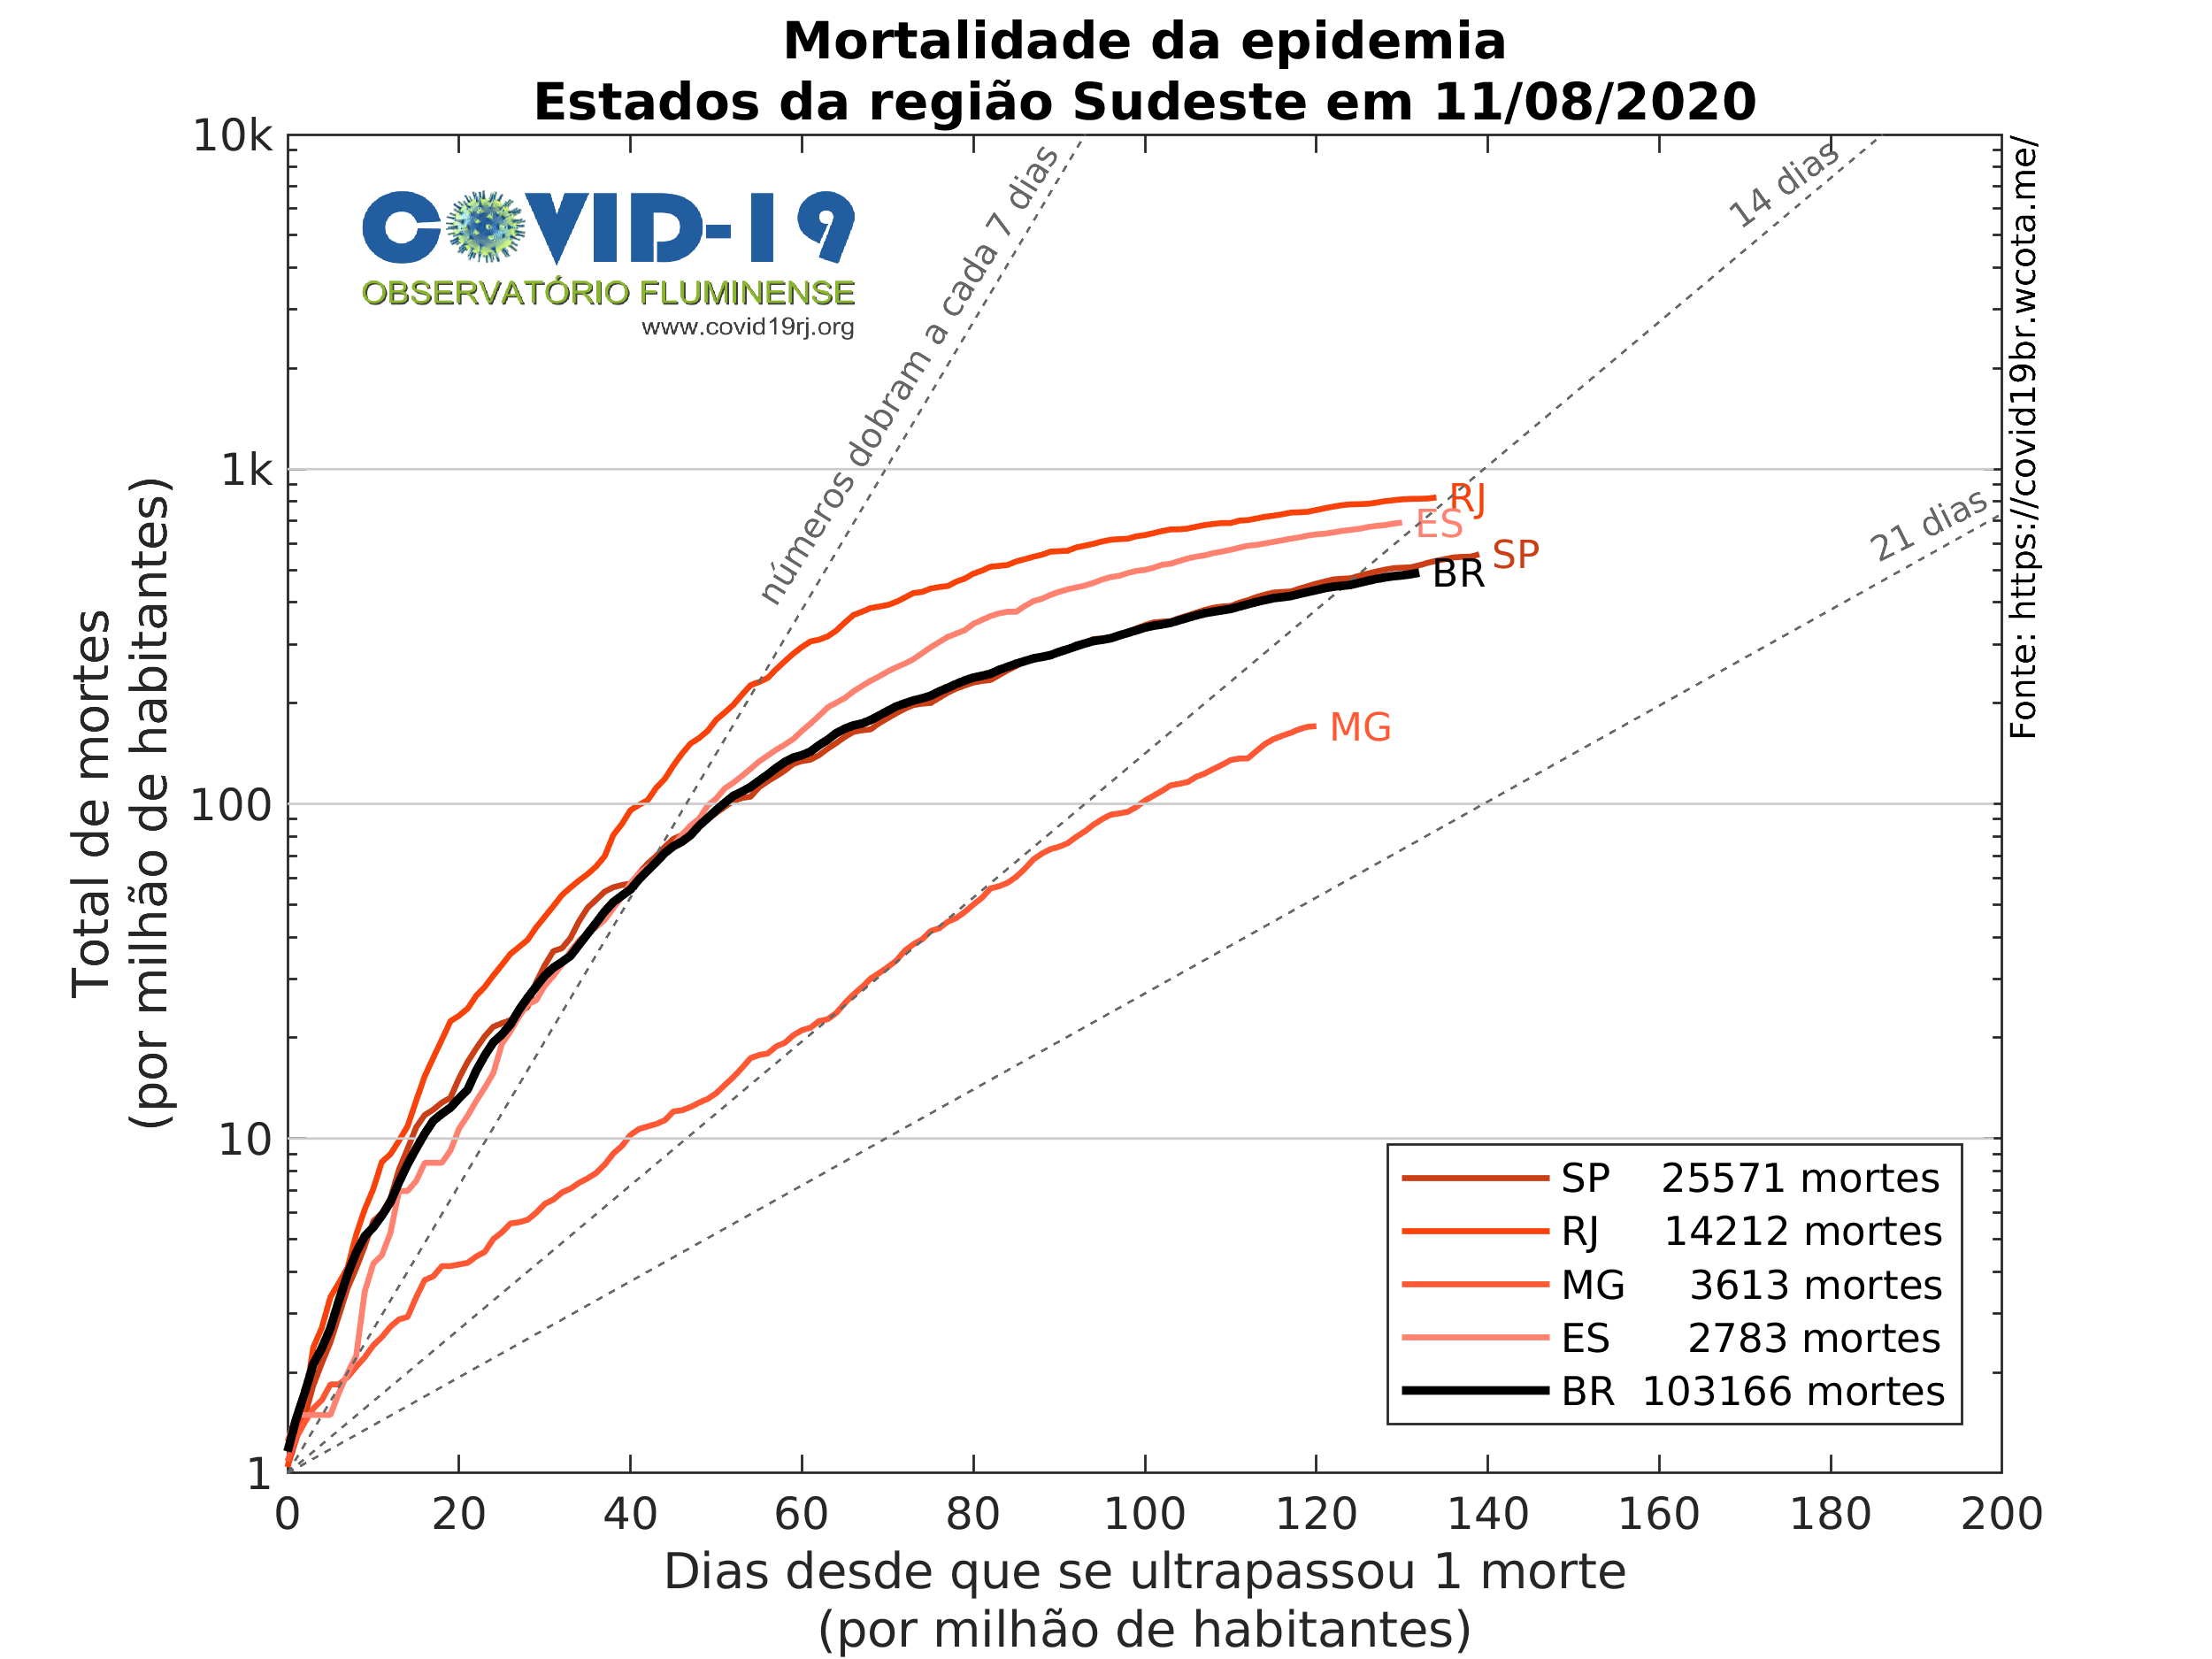 Mortalidade da epidemia
Estados da região Sudeste em 11/08/2020
COVID-19
OBSERVATÓRIO FLUMINENSE
www.covid19rj.org
números dobram a cada 7 dias
14 dias
21 dias
Fonte: https://covid19br.wcota.me/
Total de mortes
(por milhão de habitantes)
10k
1k
100
10
1
RJ
ES
SP
BR
MG
SP 25571 mortes
RJ 14212 mortes
MG 3613 mortes
ES 2783 mortes
BR 103166 mortes
0 20 40 60 80 100 120 140 160 180 200
Dias desde que se ultrapassou 1 morte
(por milhão de habitantes)